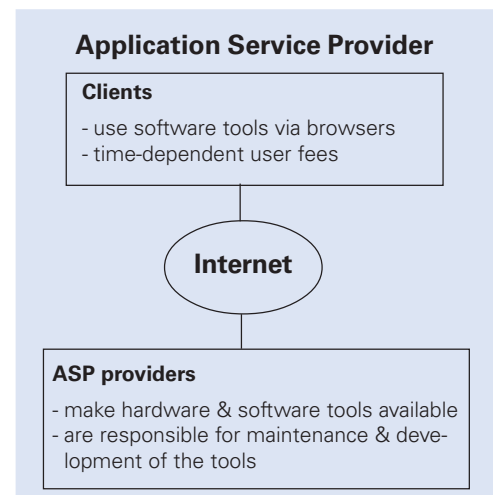 Application Service Provider
Clients
- use software tools via browsers
- time-dependent user fees
Internet
ASP providers
- make hardware & software tools available
- are responsible for maintenance & deve-
lopment of the tools